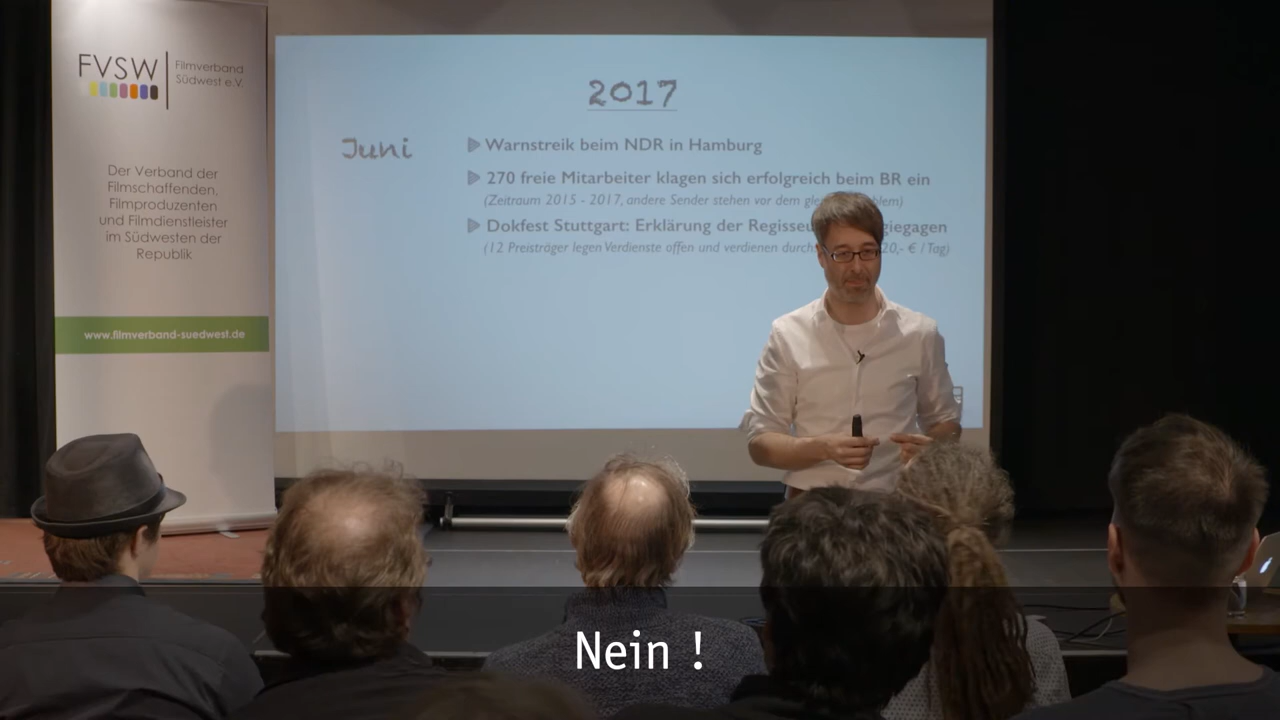 FVSW
Filmverband
Südwest e.V.
Der Verband der
Filmschaffenden,
Filmproduzenten
und Filmdienstleister
im Südwesten der
Republik
www.filmverband-suedwest.de
2017
Juni
Warnstreik beim NDR in Hamburg
270 freie Mitarbeiter klagen sich erfolgreich beim BR ein
(Zeitraum 2015 - 2017, andere Sender stehen vor dem
Dokfest Stuttgart: Erklärung der
(12 Preisträger legen Verdienste offen und verdienen
€ / Tag)
Nein !